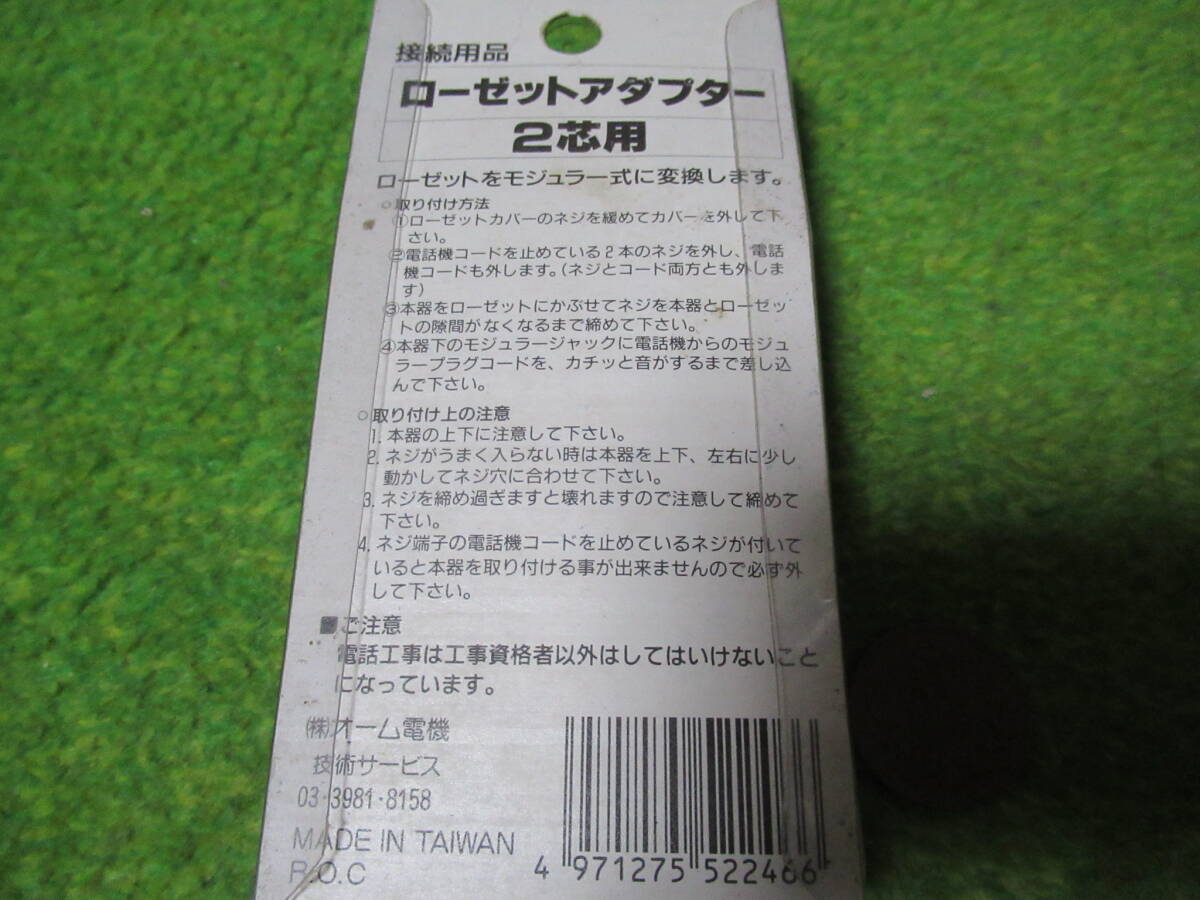 接続用品
ローゼットアダプター
2芯用
ローゼットをモジュラー式に変換します。
○取り付け方法
①ローゼットカバーのネジを緩めてカバーを外して下
さい。
②電話機コードを止めている2本のネジを外し、電話
機コードも外します。(ネジとコード両方とも外しま
す)
③本器をローゼットにかぶせてネジを本器とローゼッ
トの隙間がなくなるまで締めて下さい。
④本器下のモジュラージャックに電話機からのモジュ
ラープラグコードを、カチッと音がするまで差し込
んで下さい。
○取り付け上の注意
1. 本器の上下に注意して下さい。
2. ネジがうまく入らない時は本器を上下、左右に少し
動かしてネジ穴に合わせて下さい。
3. ネジを締め過ぎますと壊れますので注意して締めて
下さい。
4. ネジ端子の電話機コードを止めているネジが付いて
いると本器を取り付ける事が出来ませんので必ず外
して下さい。
■ご注意
電話工事は工事資格者以外はしてはいけないこと
になっています。
㈱オーム電機
技術サービス
03-3981-8158
MADE IN TAIWAN
R.O.C
4 971275 522466